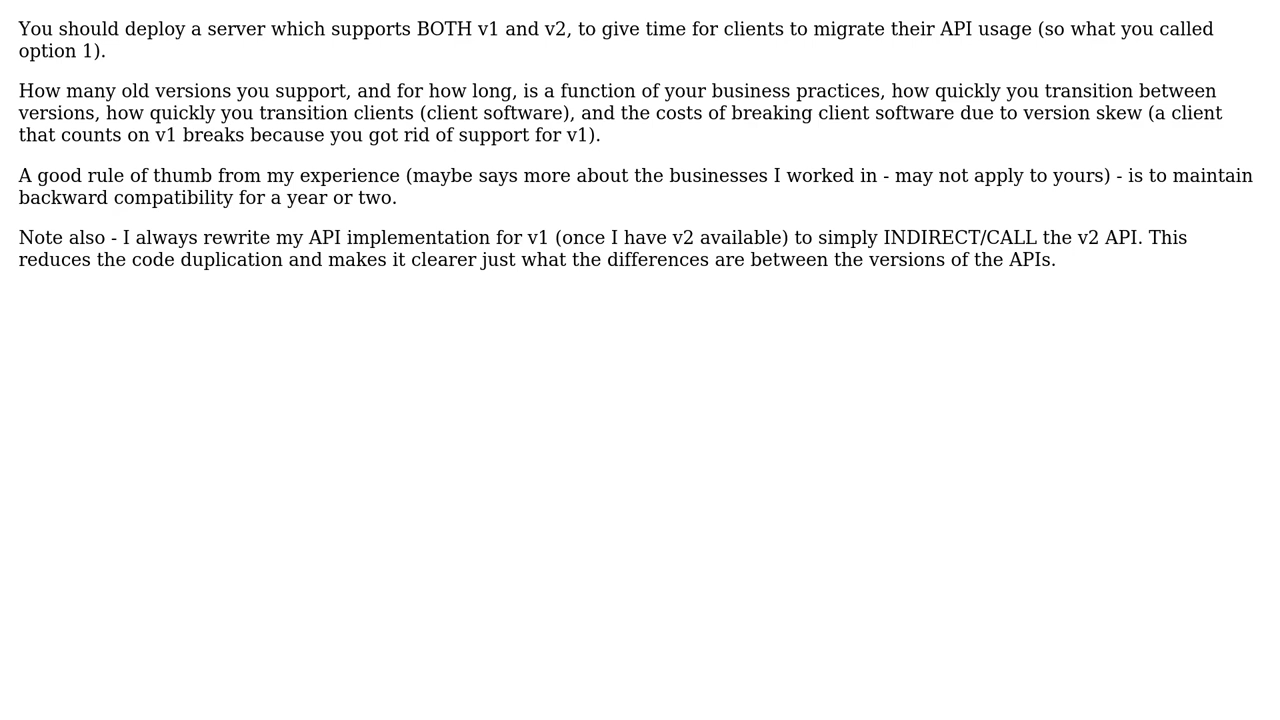 You should deploy a server which supports BOTH v1 and v2, to give time for clients to migrate their API usage (so what you called
option 1).
How many old versions you support, and for how long, is a function of your business practices, how quickly you transition between
versions, how quickly you transition clients (client software), and the costs of breaking client software due to version skew (a client
that counts on v1 breaks because you got rid of support for v1).
A good rule of thumb from my experience (maybe says more about the businesses I worked in - may not apply to yours) - is to maintain
backward compatibility for a year or two.
Note also - I always rewrite my API implementation for v1 (once I have v2 available) to simply INDIRECT/CALL the v2 API. This
reduces the code duplication and makes it clearer just what the differences are between the versions of the APIs.